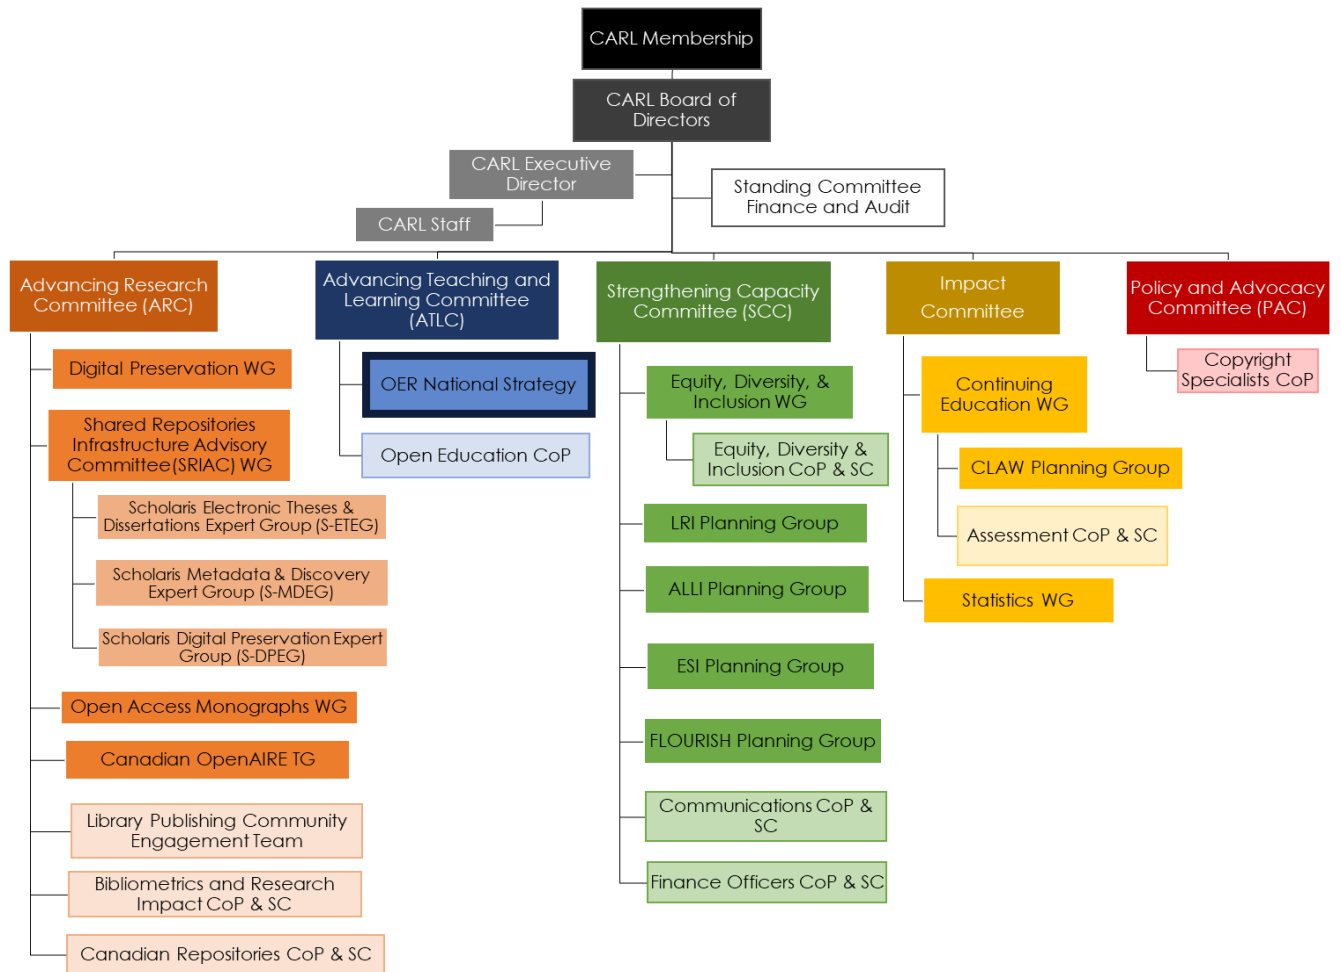 CARL Membership
CARL Board of
Directors
CARL Executive
Director
Standing Committee
Finance and Audit
CARL Staff
Advancing Research
Committee (ARC)
Digital Preservation WG
Shared Repositories
Infrastructure Advisory
Committee(SRIAC) WG
Scholaris Electronic Theses &
Dissertations Expert Group (S-ETEG)
Scholaris Metadata & Discovery
Expert Group (S-MDEG)
Scholaris Digital Preservation Expert
Group (S-DPEG)
Open Access Monographs WG
Canadian OpenAIRE TG
Library Publishing Community
Engagement Team
Bibliometrics and Research
Impact CoP & SC
Canadian Repositories CoP & SC
Advancing Teaching and
Learning Committee
(ATLC)
OER National Strategy
Open Education CoP
Strengthening Capacity
Committee (SCC)
Equity, Diversity, &
Inclusion WG
Equity, Diversity &
Inclusion CoP & SC
LRI Planning Group
ALLI Planning Group
ESI Planning Group
FLOURISH Planning Group
Communications CoP &
SC
Finance Officers CoP & SC
Impact
Committee
Continuing
Education WG
CLAW Planning Group
Assessment CoP & SC
Statistics WG
Policy and Advocacy
Committee (PAC)
Copyright
Specialists CoP